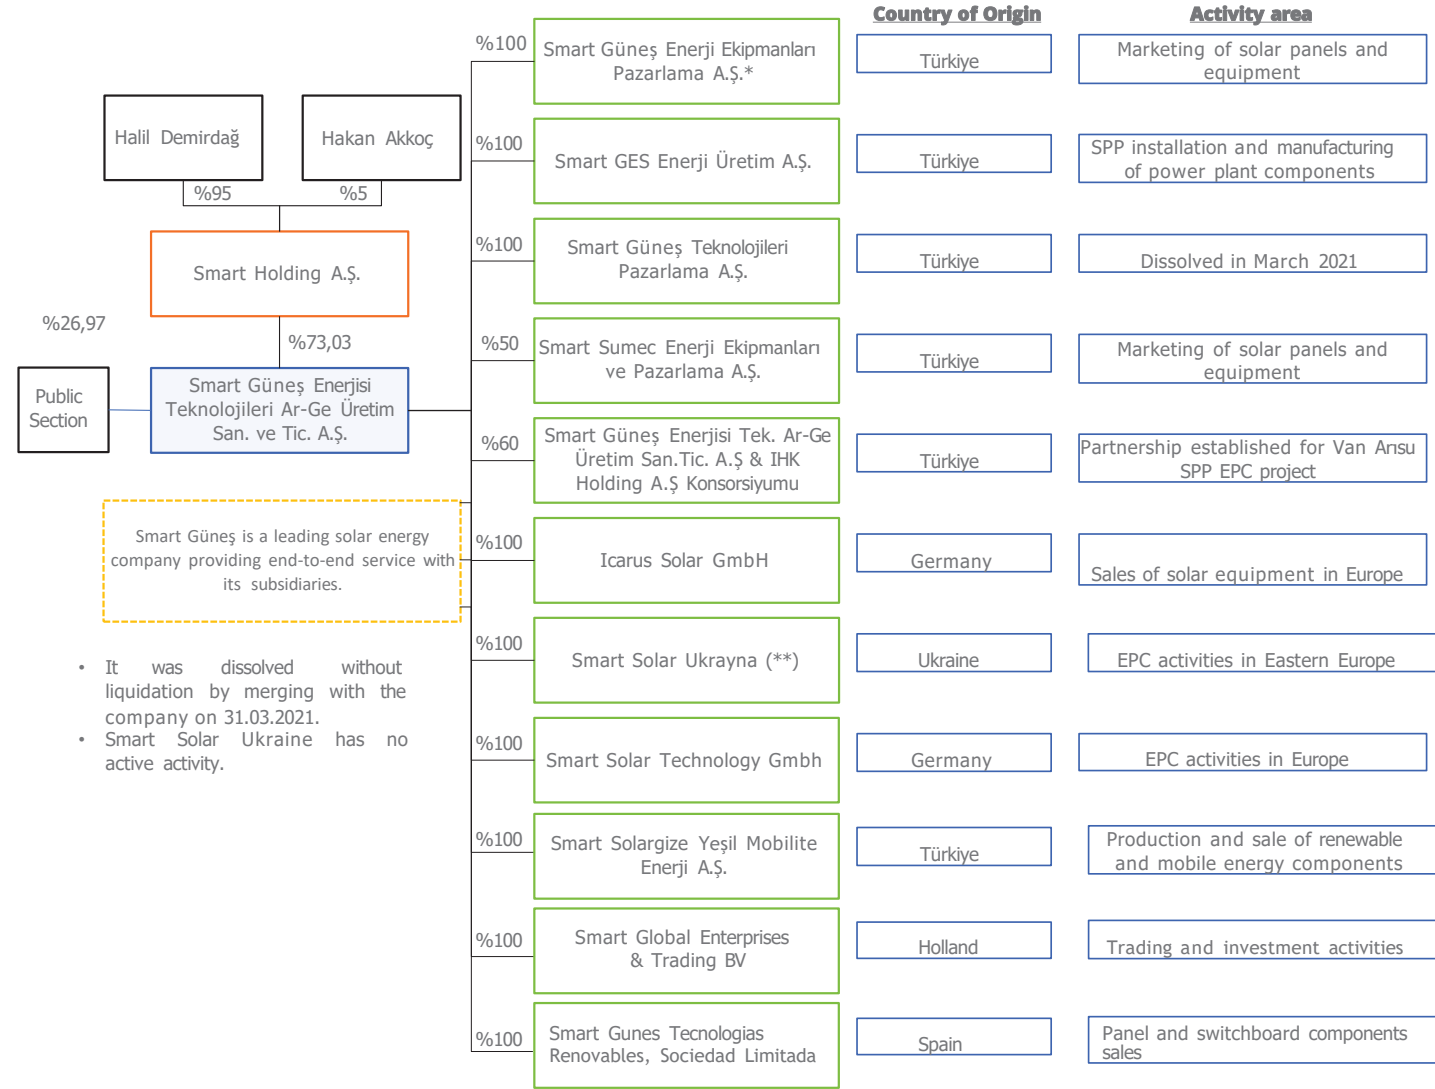 Country of Origin
Activity area
%100
Smart Güneş Enerji Ekipmanları
Pazarlama A.Ş.*
Türkiye
Marketing of solar panels and
equipment
Halil Demirdağ
Hakan Akkoç
%95
%5
%100
Smart GES Enerji Üretim A.Ş.
Türkiye
SPP installation and manufacturing
of power plant components
Smart Holding A.Ş.
%100
Smart Güneş Teknolojileri
Pazarlama A.Ş.
Türkiye
Dissolved in March 2021
%26,97
%73,03
%50
Smart Sumec Enerji Ekipmanları
ve Pazarlama A.Ş.
Türkiye
Marketing of solar panels and
equipment
Public
Section
Smart Güneş Enerjisi
Teknolojileri Ar-Ge Üretim
San. ve Tic. A.Ş.
%60
Smart Güneş Enerjisi Tek. Ar-Ge
Üretim San.Tic. A.Ş & IHK
Holding A.Ş Konsorsiyumu
Türkiye
Partnership established for Van Arısu
SPP EPC project
Smart Güneş is a leading solar energy
company providing end-to-end service with
its subsidiaries.
%100
Icarus Solar GmbH
Germany
Sales of solar equipment in Europe
%100
Smart Solar Ukrayna (**)
Ukraine
EPC activities in Eastern Europe
• It was dissolved without
liquidation by merging with the
company on 31.03.2021.
• Smart Solar Ukraine has no
active activity.
%100
Smart Solar Technology Gmbh
Germany
EPC activities in Europe
%100
Smart Solargize Yeşil Mobilite
Enerji A.Ş.
Türkiye
Production and sale of renewable
and mobile energy components
%100
Smart Global Enterprises
& Trading BV
Holland
Trading and investment activities
%100
Smart Gunes Tecnologias
Renovables, Sociedad Limitada
Spain
Panel and switchboard components
sales